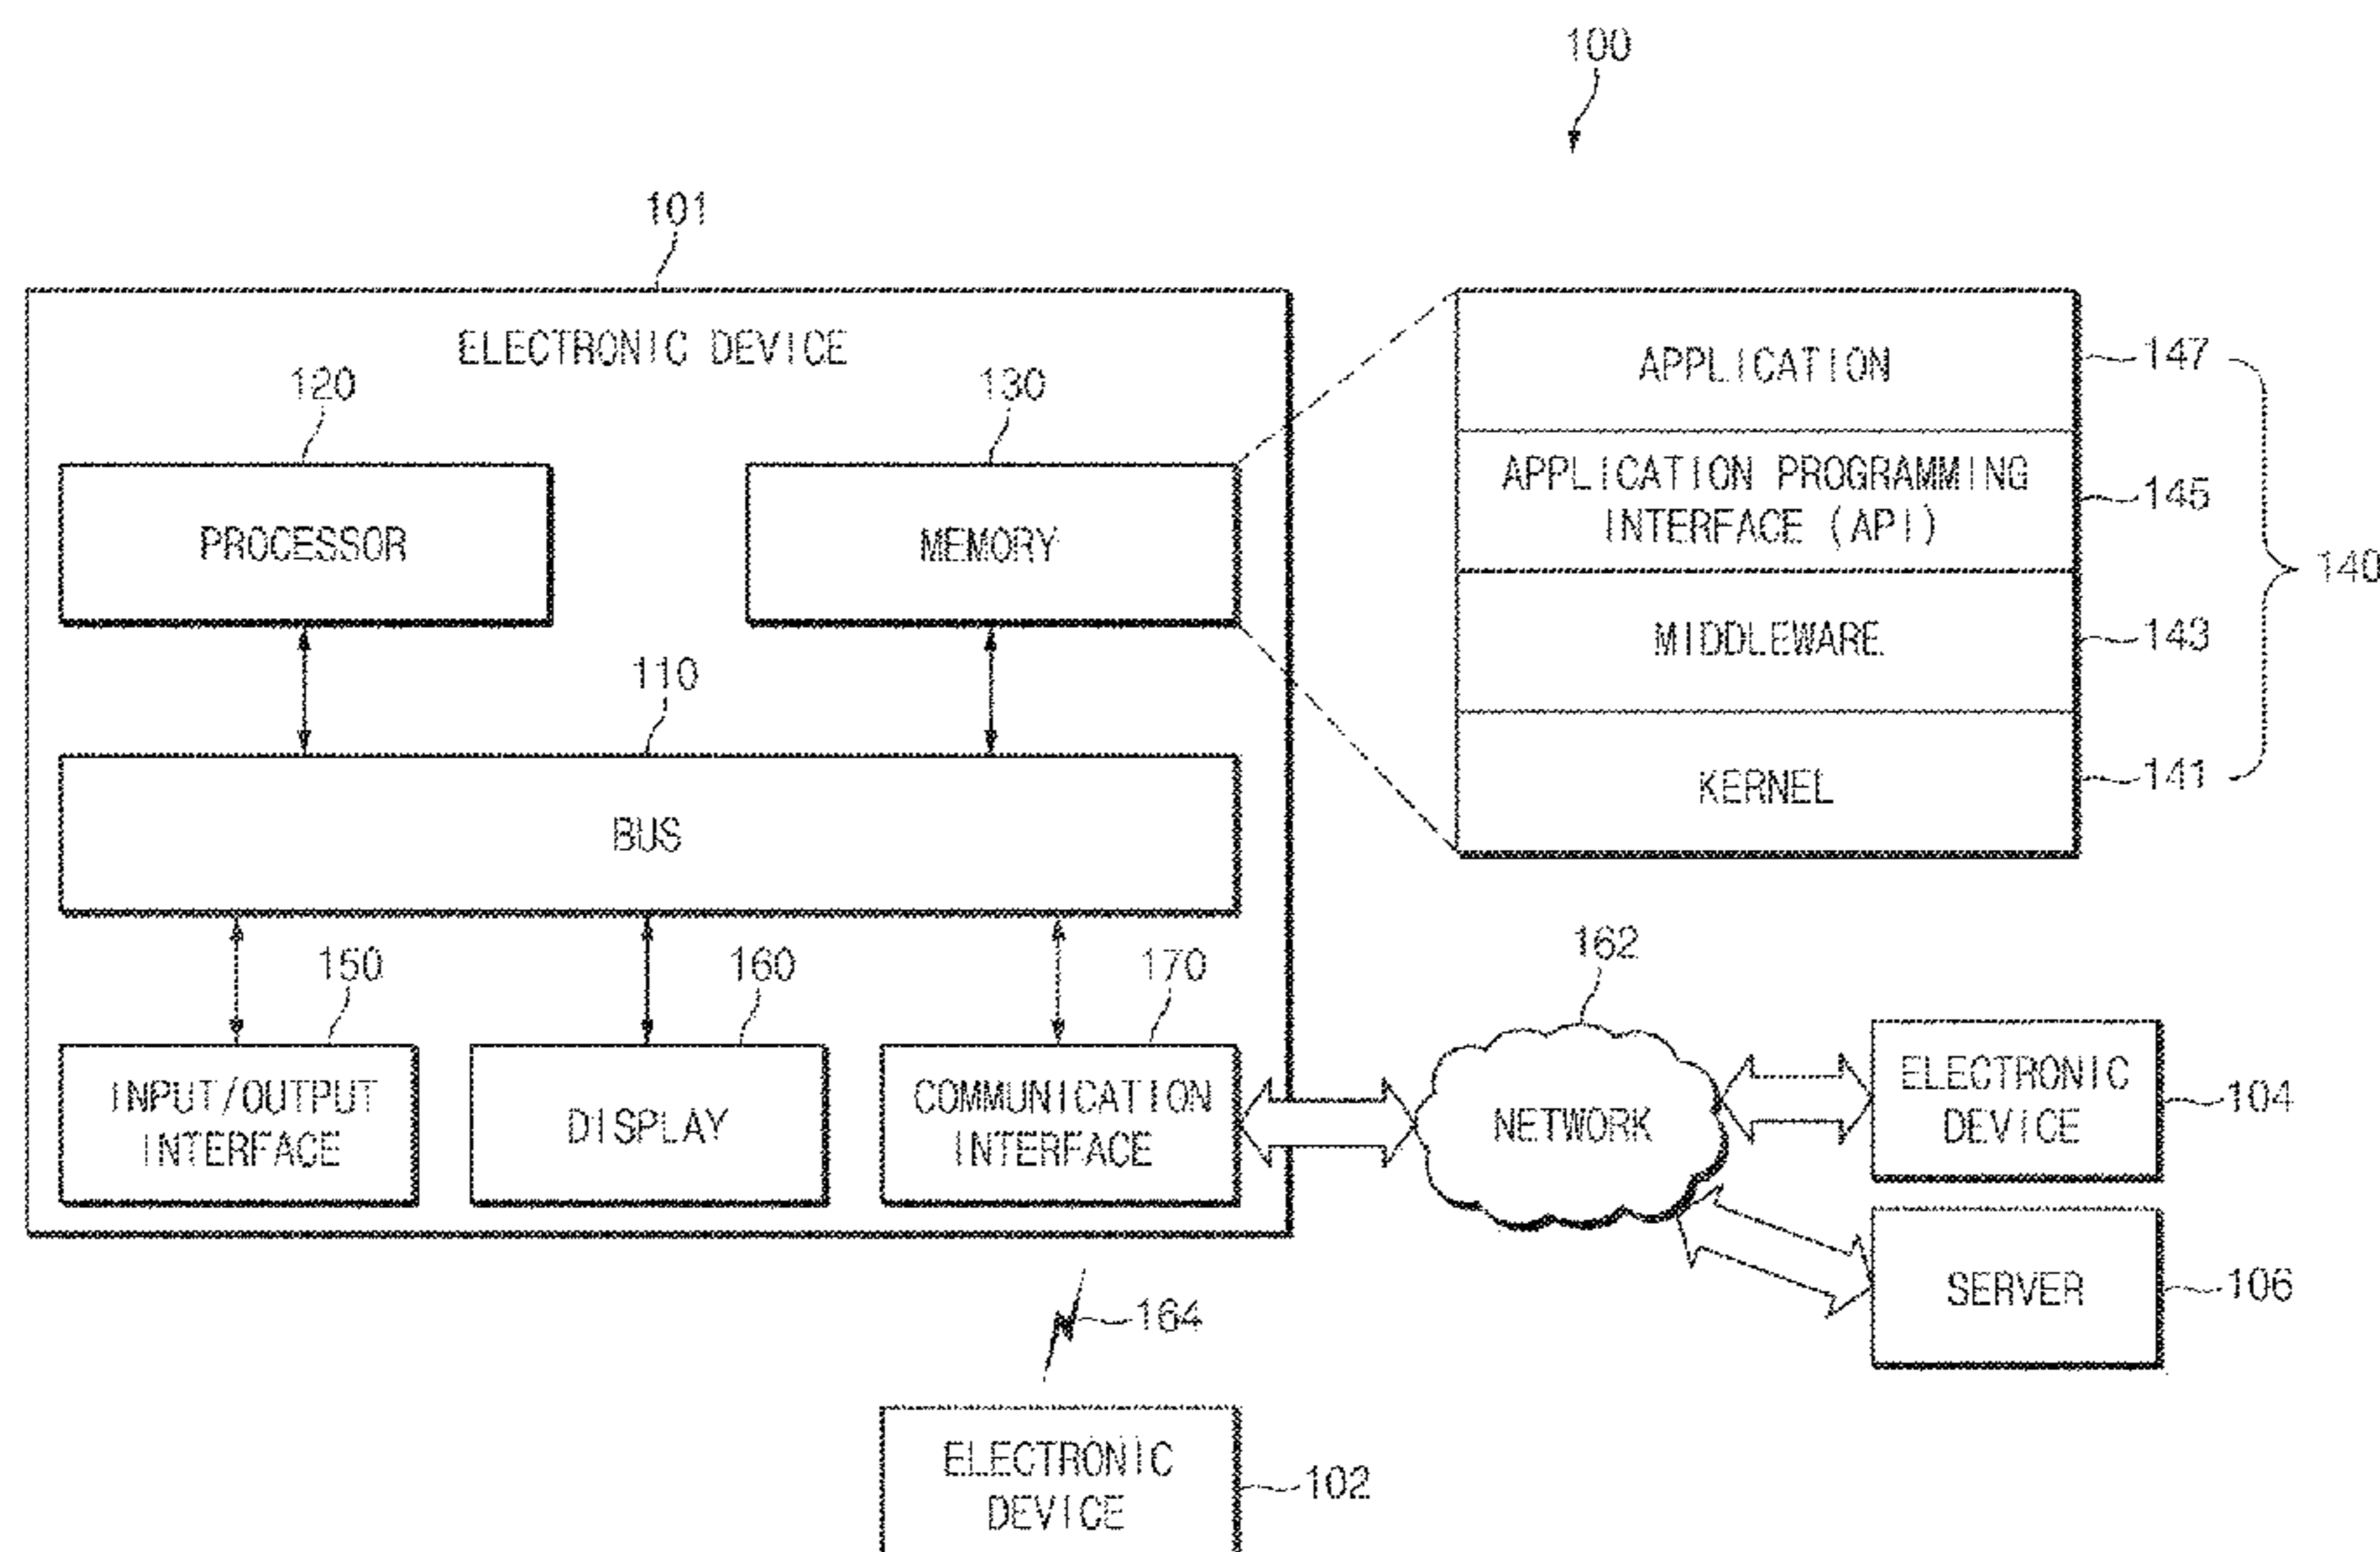 100
101
ELECTRONIC DEVICE
120
130
PROCESSOR
MEMORY
110
BUS
150
160
170
INPUT/OUTPUT
INTERFACE
DISPLAY
COMMUNICATION
INTERFACE
APPLICATION
147
APPLICATION PROGRAMMING
INTERFACE (API)
145
MIDDLEWARE
143
KERNEL
141
140
162
NETWORK
ELECTRONIC
DEVICE
104
SERVER
106
164
ELECTRONIC
DEVICE
102